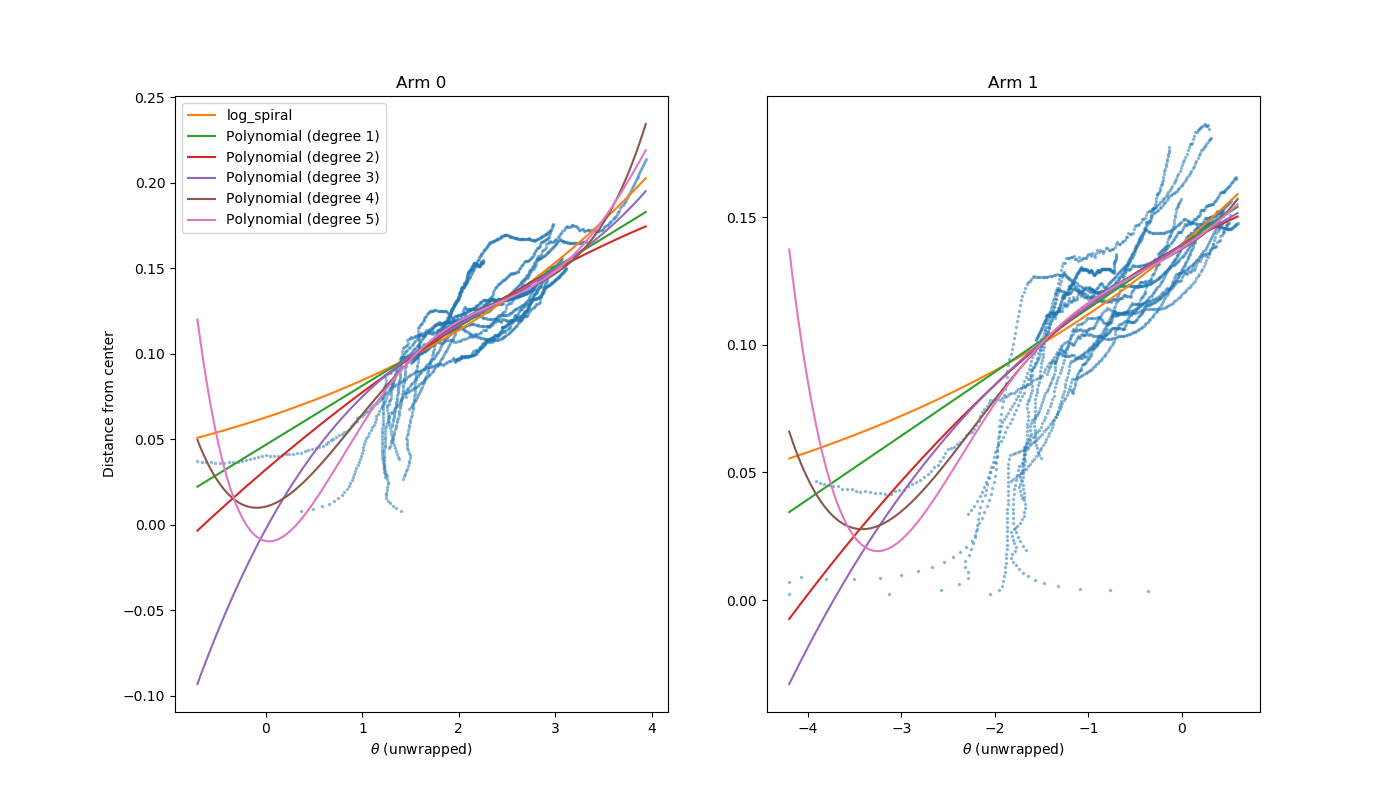 Arm 0
Arm 1
0.25
0.20
0.15
0.10
0.05
0.00
−0.05
−0.10
Distance from center
log_spiral
Polynomial (degree 1)
Polynomial (degree 2)
Polynomial (degree 3)
Polynomial (degree 4)
Polynomial (degree 5)
0 1 2 3 4
θ (unwrapped)
0.15
0.10
0.05
0.00
−4 −3 −2 −1 0
θ (unwrapped)